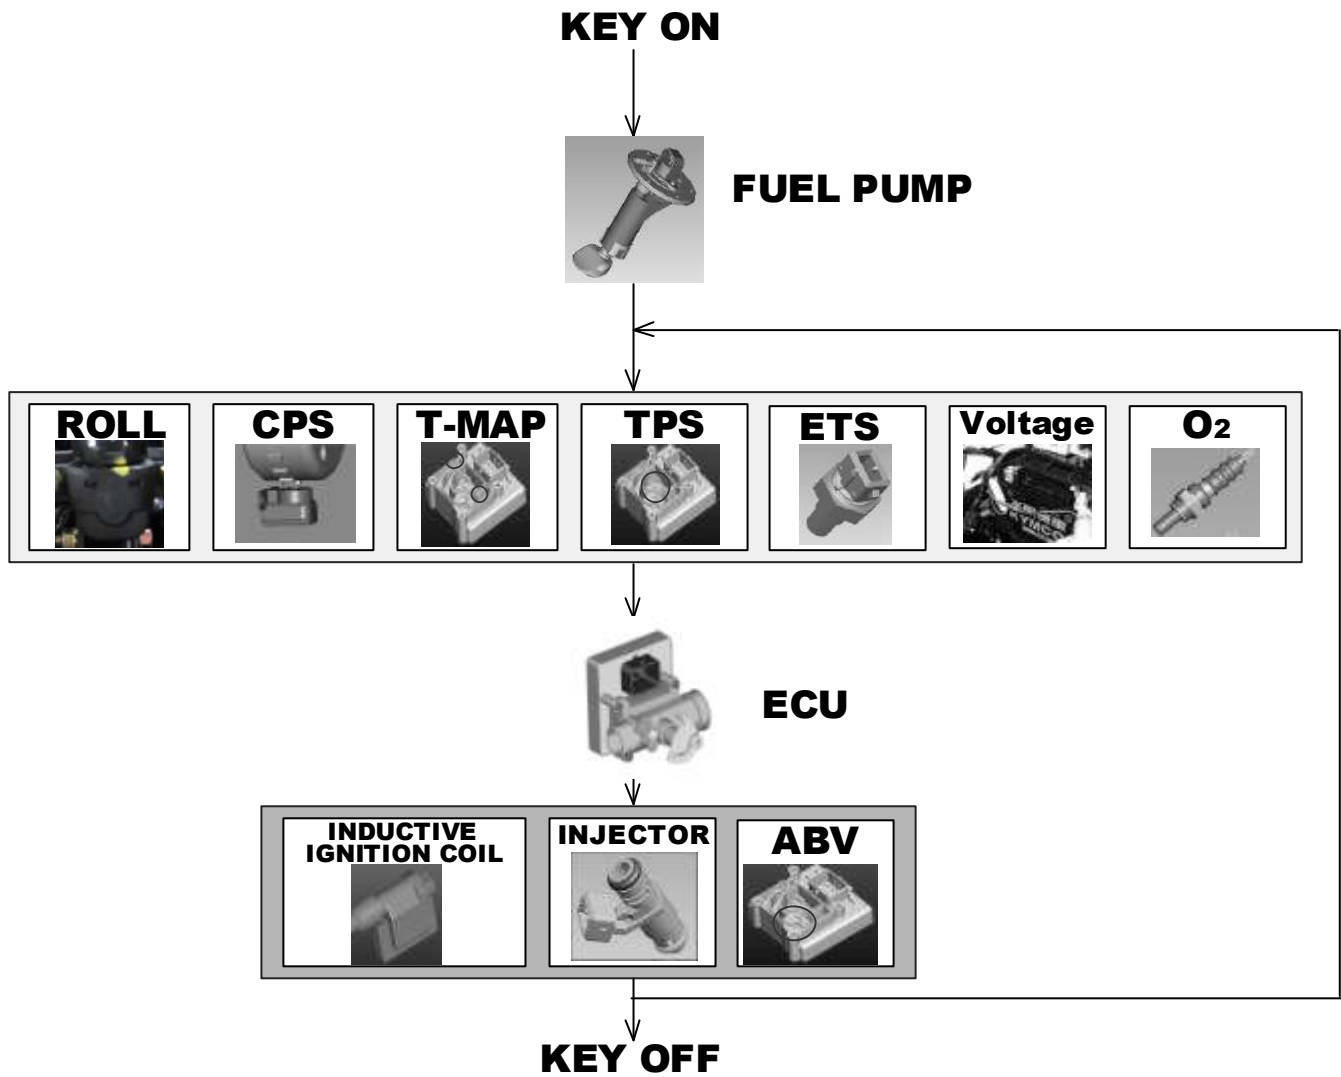 KEY ON
FUEL PUMP
ROLL
CPS
T-MAP
TPS
ETS
Voltage
O2
ECU
INDUCTIVE
IGNITION COIL
INJECTOR
ABV
KEY OFF